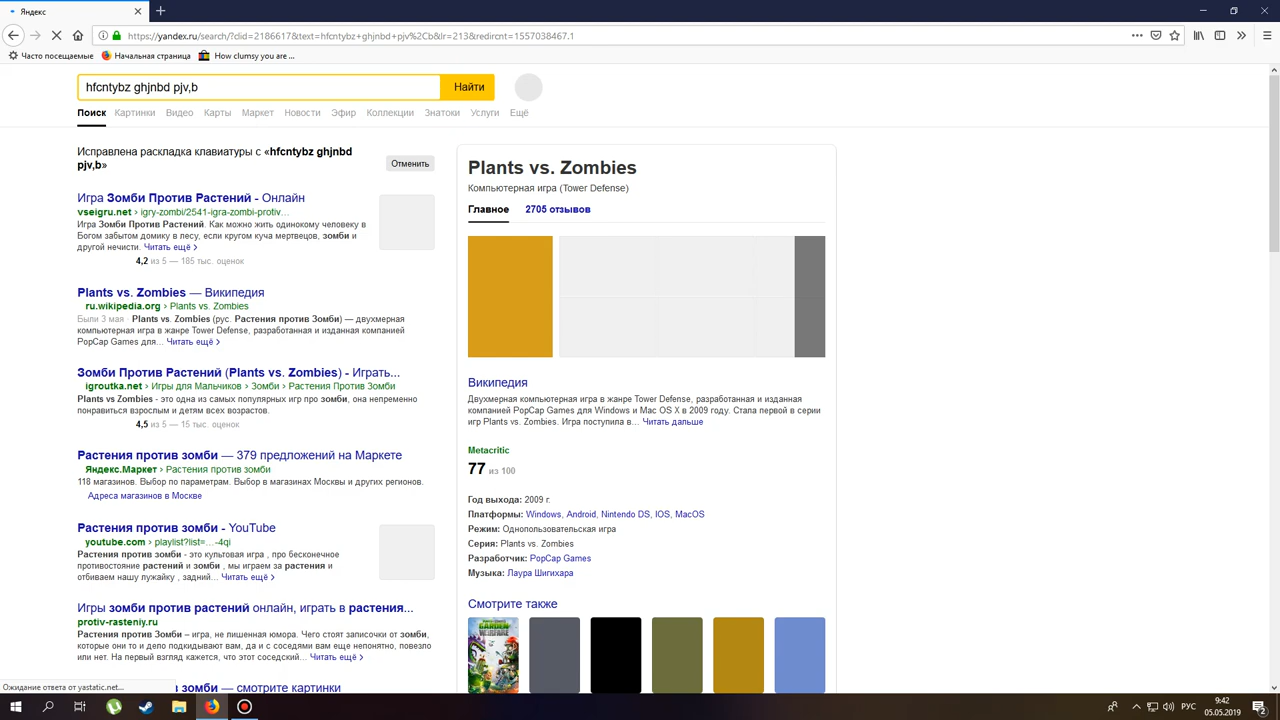 Яндекс
https://yandex.ru/search/?clid=2186617&text=hfcntybz+ghjnbd+pjv%2Cb&lr=213&redircnt=1557038467.1
Часто посещаемые
Начальная страница
How clumsy you are ...
hfcntybz ghjnbd pjv,b
Найти
Поиск Картинки Видео Карты Маркет Новости Эфир Коллекции Знатоки Услуги Ещё
Исправлена раскладка клавиатуры с «hfcntybz ghjnbd
pjv,b»
Отменить
Игра Зомби Против Растений - Онлайн
vseigru.net › igry-zombi/2541-igra-zombi-protiv…
Игра Зомби Против Растений. Как можно жить одинокому человеку в
Богом забытом домику в лесу, если кругом куча мертвецов, зомби и
другой нечисти. Читать ещё ›
4,2 из 5 — 185 тыс. оценок
Plants vs. Zombies — Википедия
ru.wikipedia.org › Plants vs. Zombies
Были 3 мая · Plants vs. Zombies (рус. Растения против Зомби) — двухмерная
компьютерная игра в жанре Tower Defense, разработанная и изданная компанией
PopCap Games для... Читать ещё ›
Зомби Против Растений (Plants vs. Zombies) - Играть...
igroutka.net › Игры для Мальчиков › Зомби › Растения Против Зомби
Plants vs Zombies - это одна из самых популярных игр про зомби, она непременно
понравиться взрослым и детям всех возрастов.
4,5 из 5 — 15 тыс. оценок
Растения против зомби — 379 предложений на Маркете
Яндекс.Маркет › Растения против зомби
118 магазинов. Выбор по параметрам. Выбор в магазинах Москвы и других регионов.
Адреса магазинов в Москве
Растения против зомби - YouTube
youtube.com › playlist?list=…-4qi
Растения против зомби - это культовая игра , про бесконечное
противостояние растений и зомби , мы играем за растения и
отбиваем нашу лужайку , задний... Читать ещё ›
Игры зомби против растений онлайн, играть в растения...
protiv-rasteniy.ru
Растения против Зомби – игра, не лишенная юмора. Чего стоят записочки от зомби,
которые они то и дело подкидывают вам, да и с соседями вам еще непонятно, повезло
или нет. На первый взгляд кажется, что этот соседский... Читать ещё ›
в зомби — смотрите картинки
Ожидание ответа от yastatic.net...
Plants vs. Zombies
Компьютерная игра (Tower Defense)
Главное 2705 отзывов
Википедия
Двухмерная компьютерная игра в жанре Tower Defense, разработанная и изданная
компанией PopCap Games для Windows и Mac OS X в 2009 году. Стала первой в серии
игр Plants vs. Zombies. Игра поступила в... Читать дальше
Metacritic
77 из 100
Год выхода: 2009 г.
Платформы: Windows, Android, Nintendo DS, IOS, MacOS
Режим: Однопользовательская игра
Серия: Plants vs. Zombies
Разработчик: PopCap Games
Музыка: Лаура Шигихара
Смотрите также
GARDEN
WARFARE
РУС
9:42
05.05.2019
2